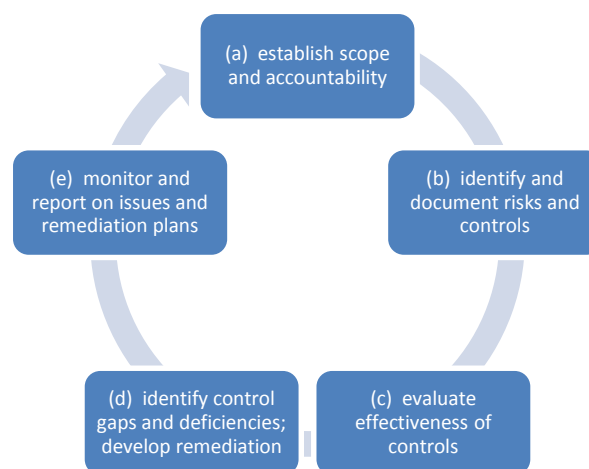 (a) establish scope
and accountability
(b) identify and
document risks and
controls
(c) evaluate
effectiveness of
controls
(d) identify control
gaps and deficiencies;
develop remediation
(e) monitor and
report on issues and
remediation plans